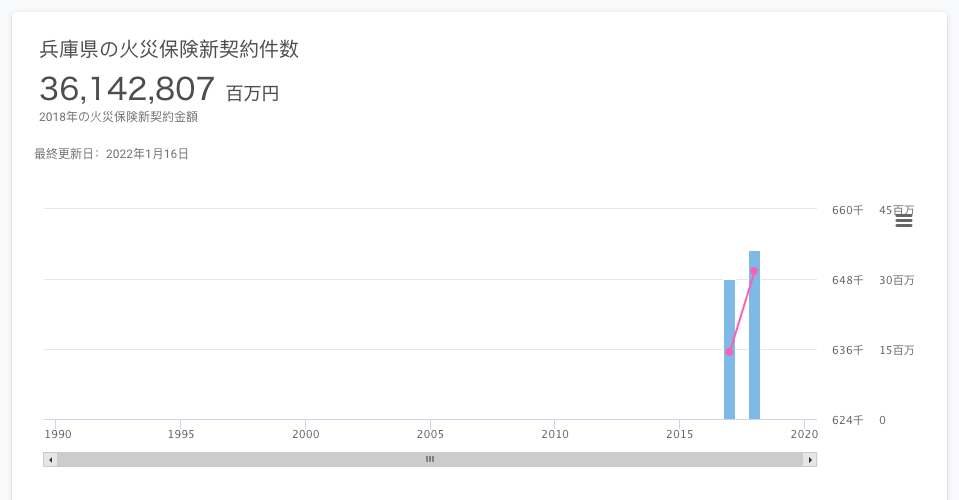 兵庫県の火災保険新契約件数
36,142,807 百万円
2018年の火災保険新契約金額
最終更新日: 2022年1月16日
660千 45百万
648千 30百万
636千 15百万
624千 0
1990 1995 2000 2005 2010 2015 2020